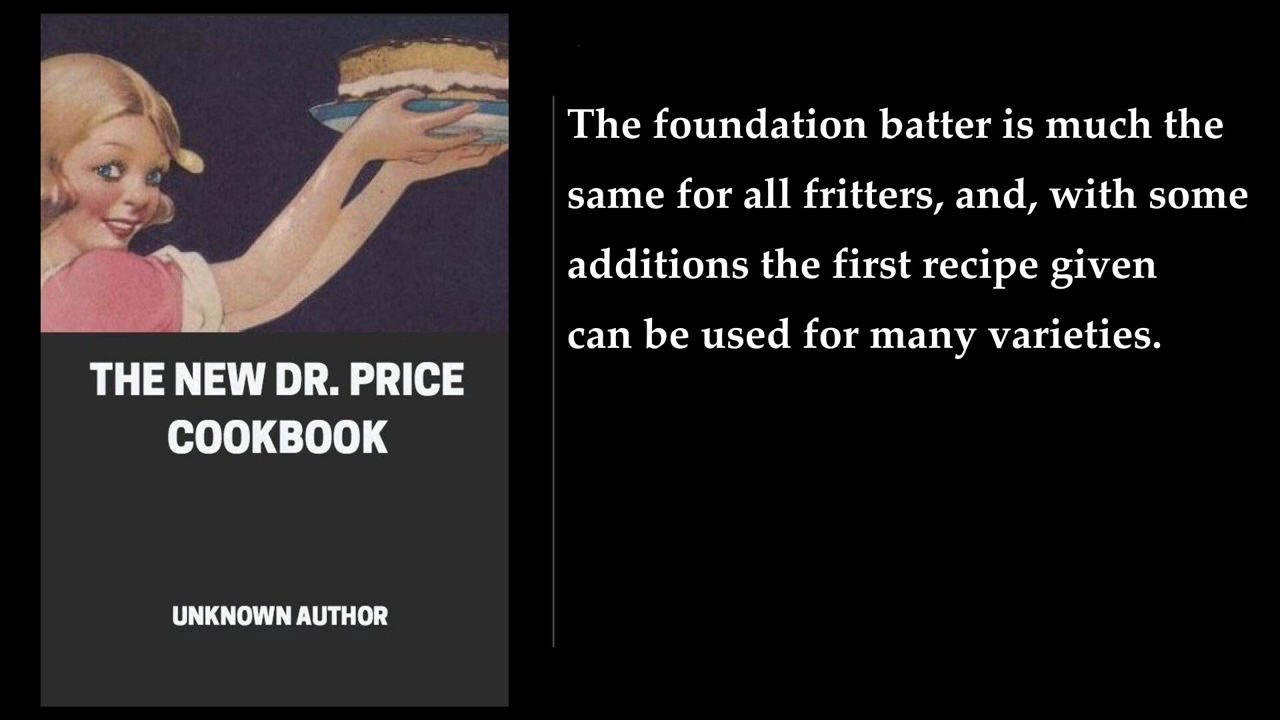 THE NEW DR. PRICE
COOKBOOK
UNKNOWN AUTHOR
The foundation batter is much the
same for all fritters, and, with some
additions the first recipe given
can be used for many varieties.